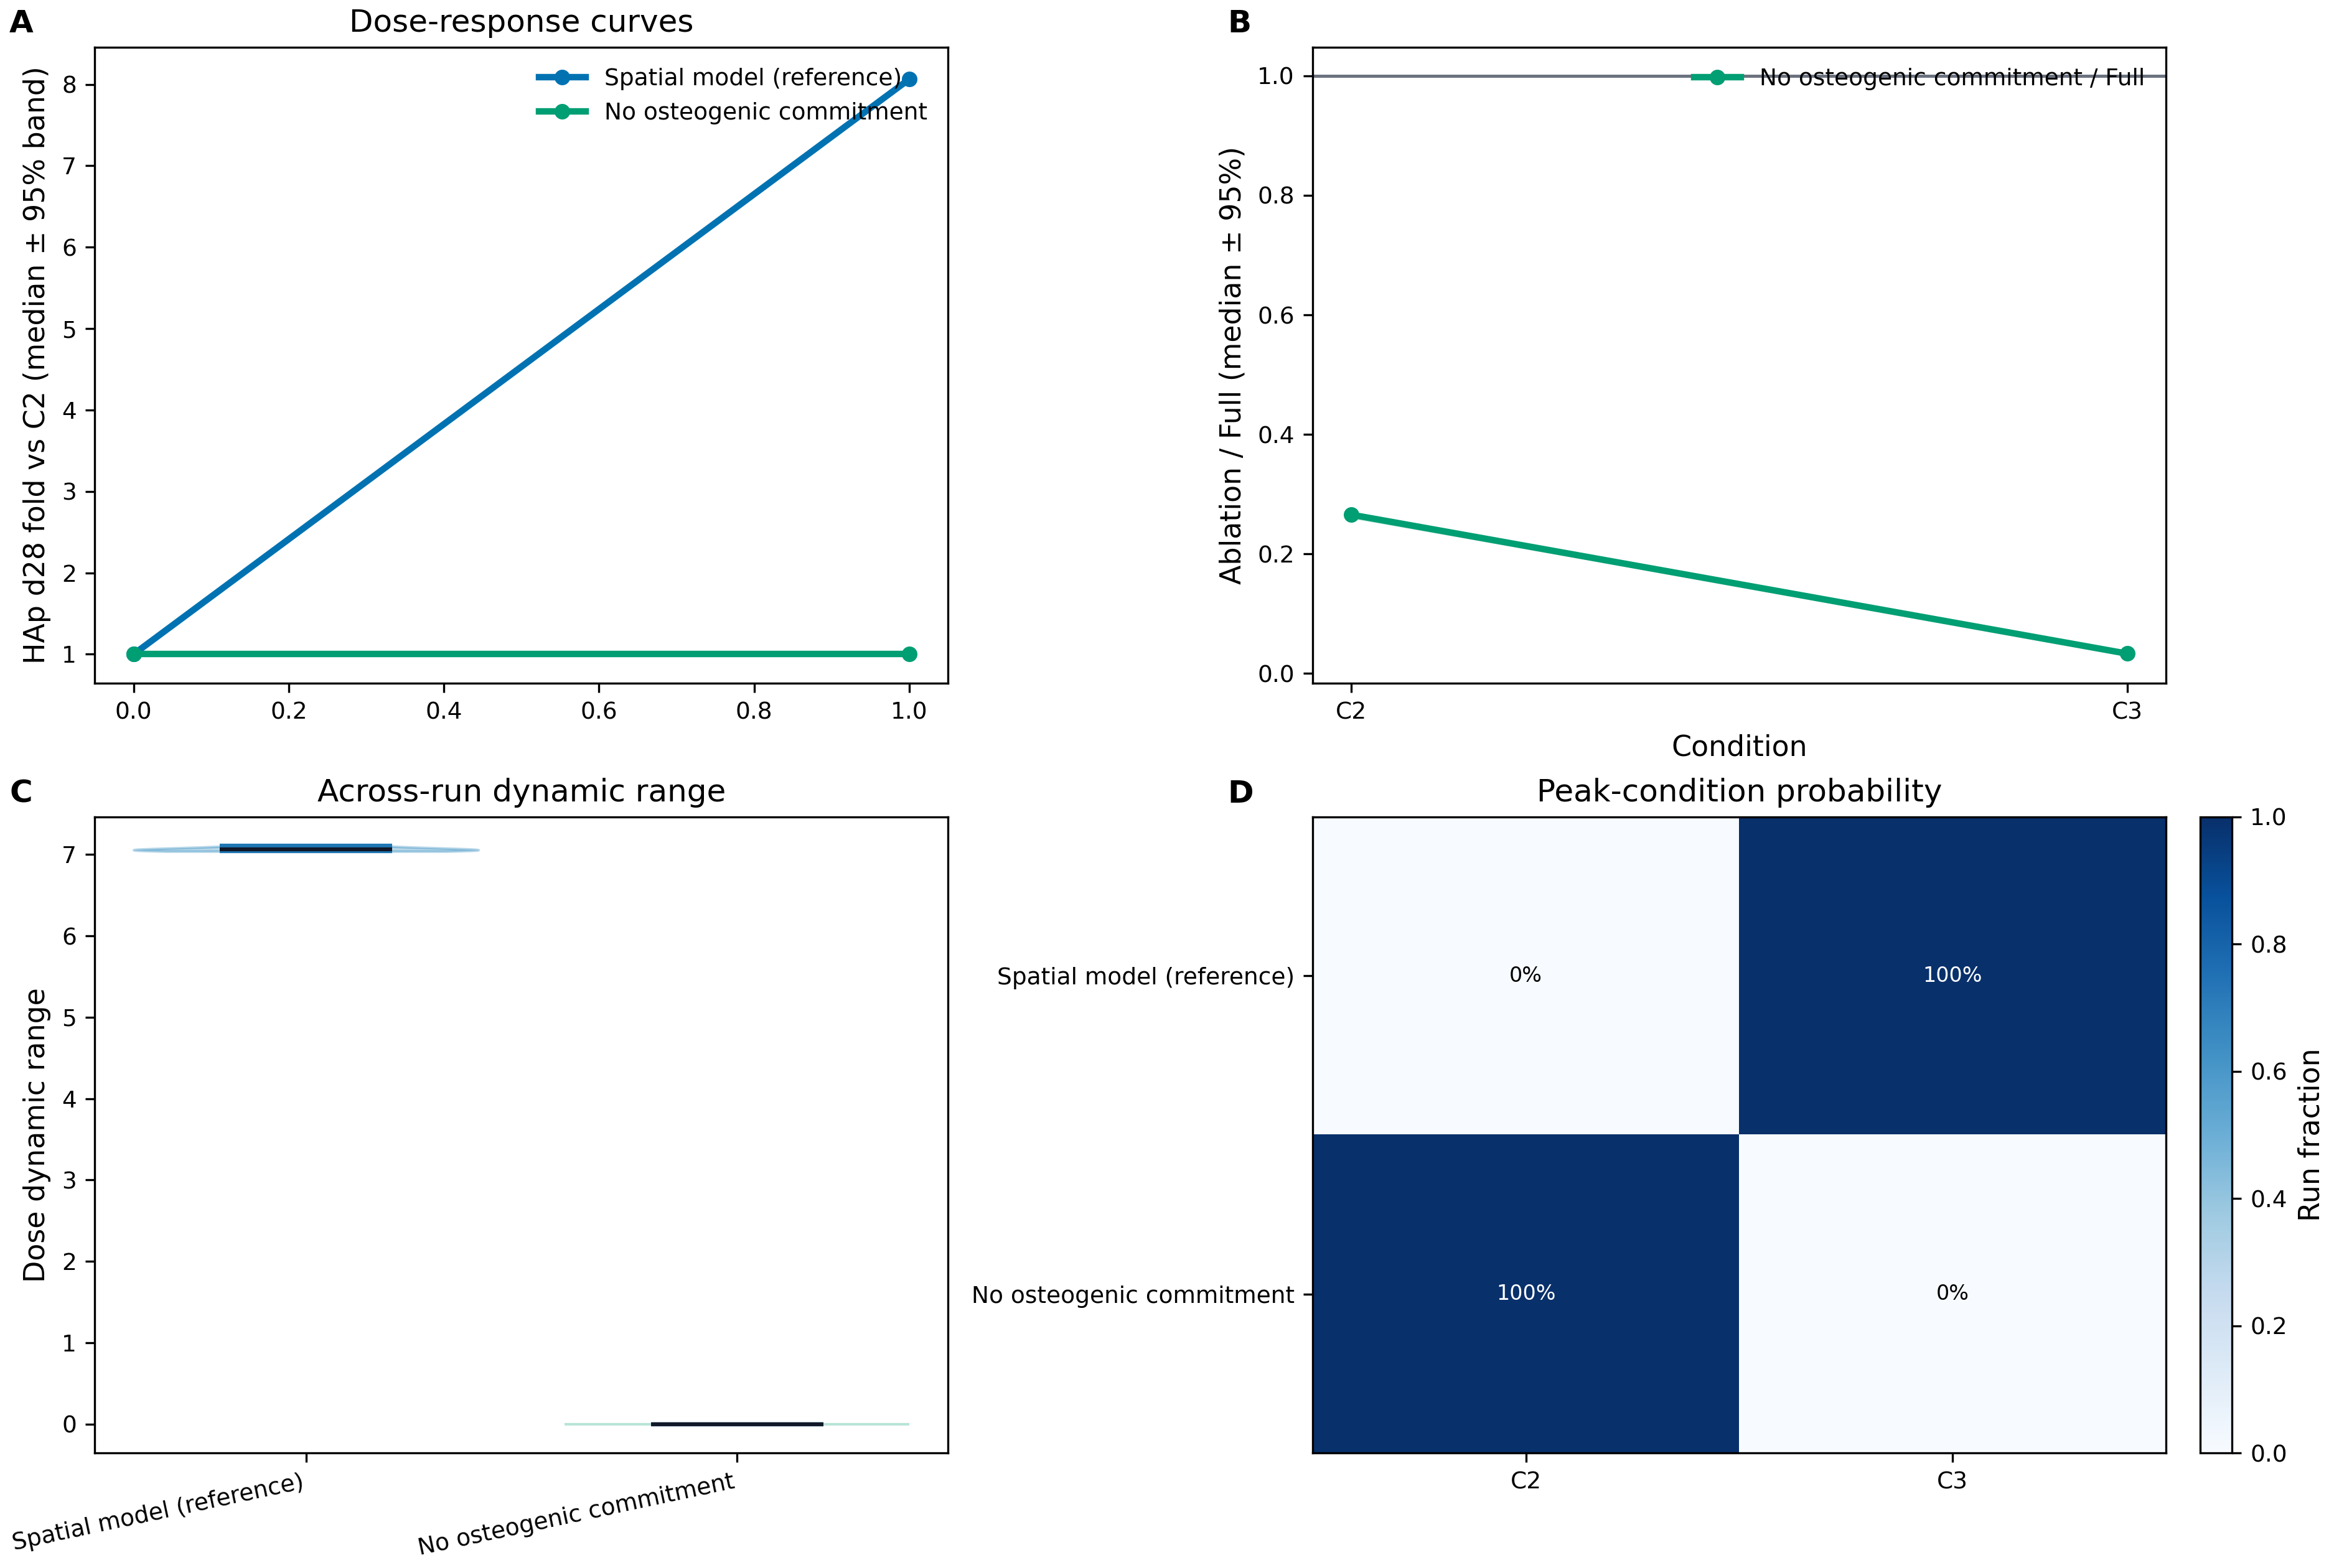 A
Dose-response curves
HAp d28 fold vs C2 (median ± 95% band)
8
7
6
5
4
3
2
1
0.0 0.2 0.4 0.6 0.8 1.0
Spatial model (reference)
No osteogenic commitment
B
Ablation / Full (median ± 95%)
1.0
0.8
0.6
0.4
0.2
0.0
No osteogenic commitment / Full
C2 C3
Condition
C
Across-run dynamic range
Dose dynamic range
7
6
5
4
3
2
1
0
Spatial model (reference)
No osteogenic commitment
D
Peak-condition probability
Spatial model (reference)
No osteogenic commitment
0% 100%
100% 0%
C2 C3
1.0
0.8
0.6
0.4
0.2
0.0
Run fraction